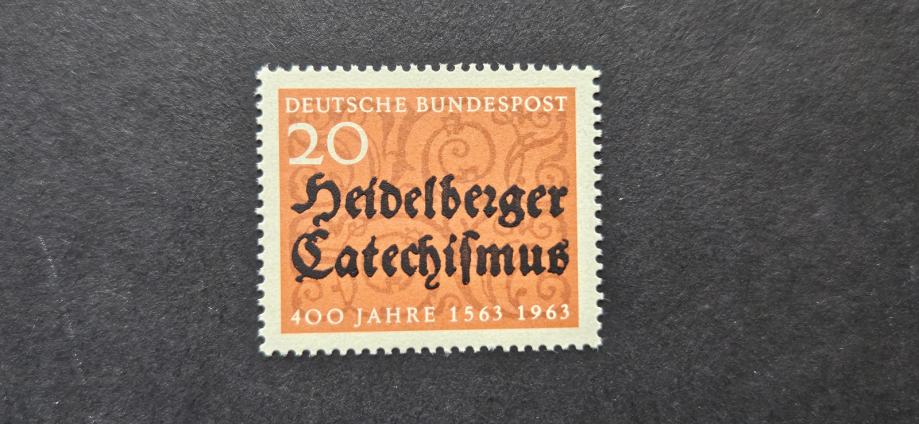 DEUTSCHE BUNDESPOST
20
Heidelberger
Catechiſmus
400 JAHRE 1563 1963